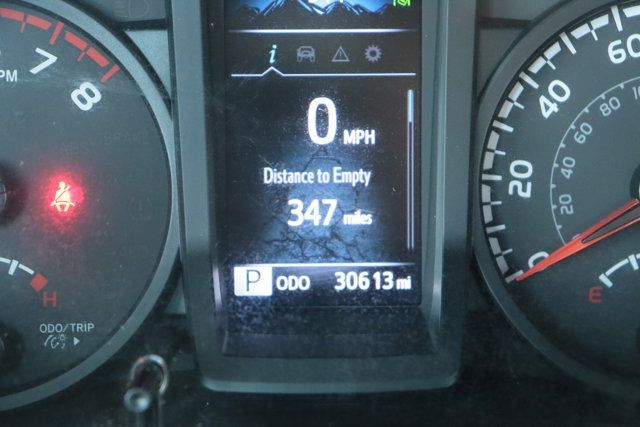 PM
7
8
i
0 MPH
Distance to Empty
347 miles
P ODO 30613 mi
H
ODO/TRIP
60
40
20
0
80
60
40
20
E